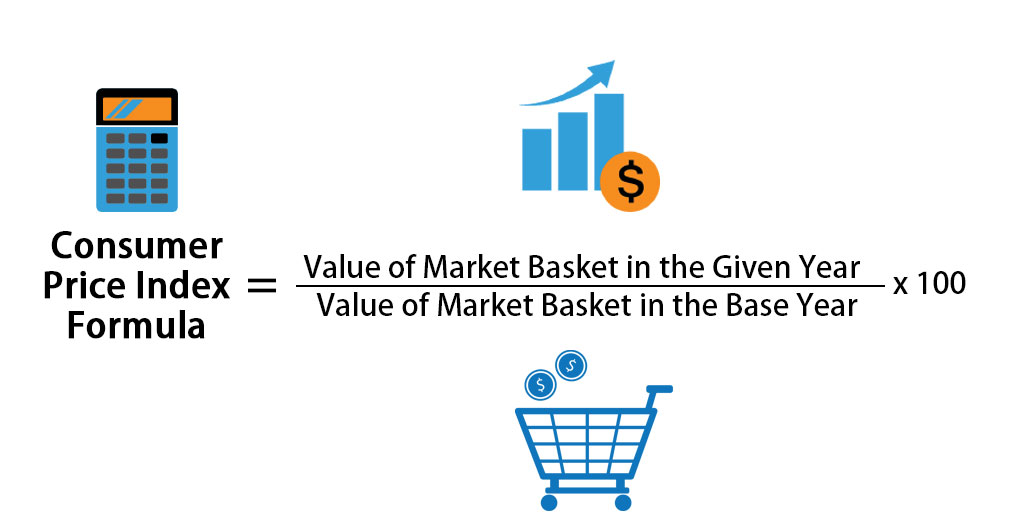 Consumer
Price Index
Formula
=
Value of Market Basket in the Given Year
Value of Market Basket in the Base Year
x 100
$
$
$